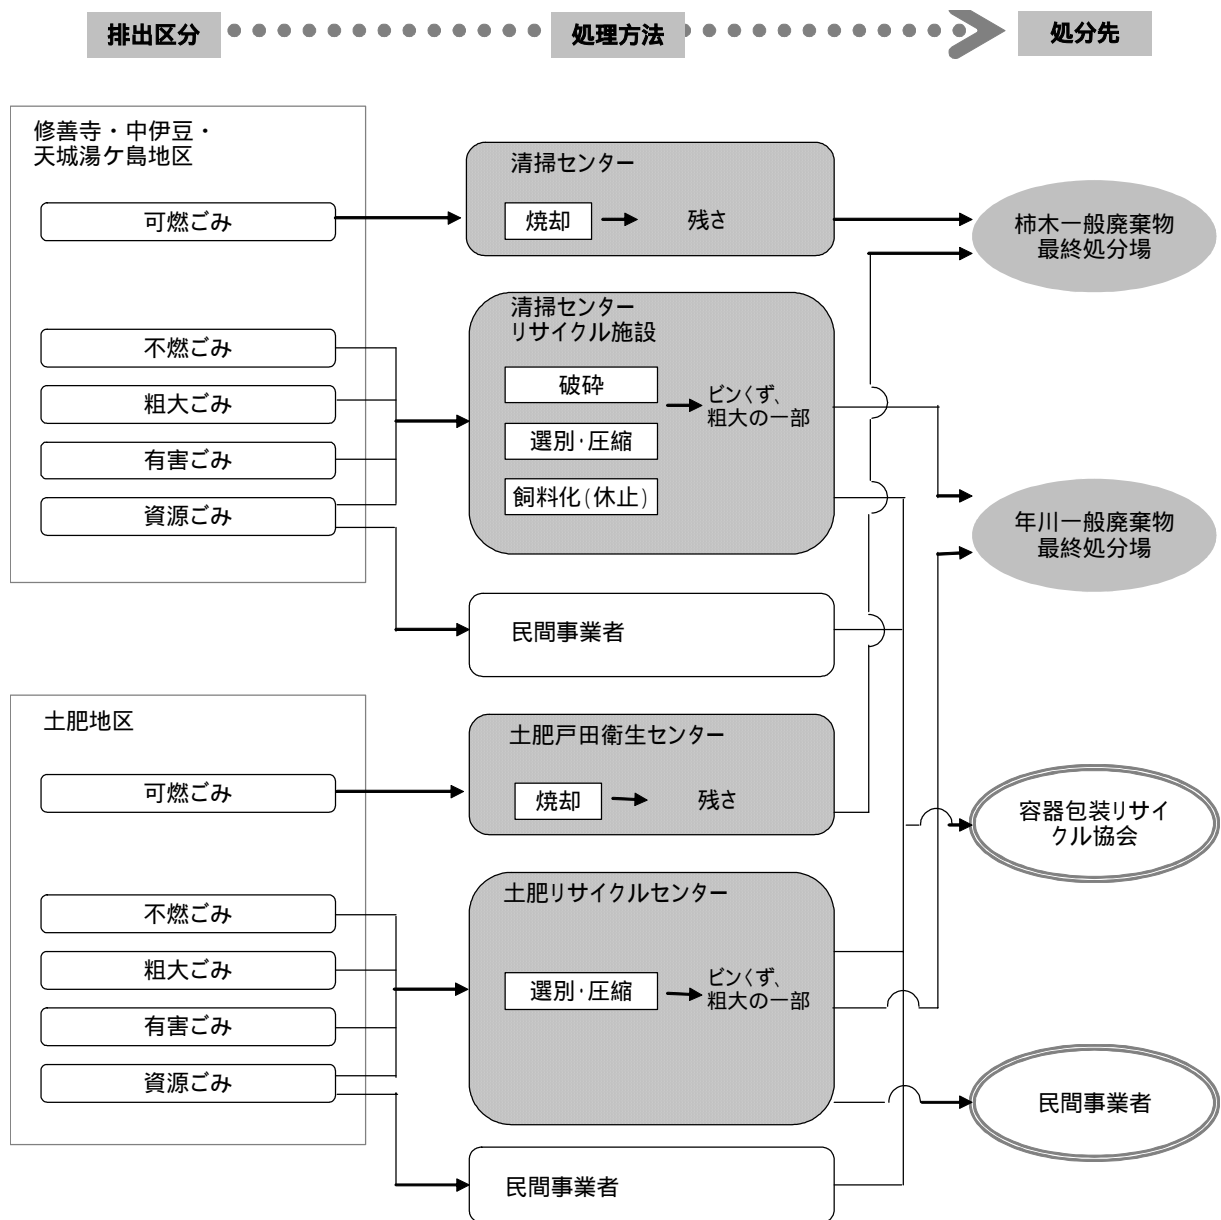 排出区分
処理方法
処分先
修善寺・中伊豆・
天城湯ケ島地区
可燃ごみ
不燃ごみ
粗大ごみ
有害ごみ
資源ごみ
清掃センター
焼却
残さ
清掃センター
リサイクル施設
破砕
選別・圧縮
飼料化(休止)
ビンくず、
粗大の一部
民間事業者
柿木一般廃棄物
最終処分場
年川一般廃棄物
最終処分場
土肥地区
可燃ごみ
不燃ごみ
粗大ごみ
有害ごみ
資源ごみ
土肥戸田衛生センター
焼却
残さ
土肥リサイクルセンター
選別・圧縮
ビンくず、
粗大の一部
民間事業者
容器包装リサイ
クル協会
民間事業者